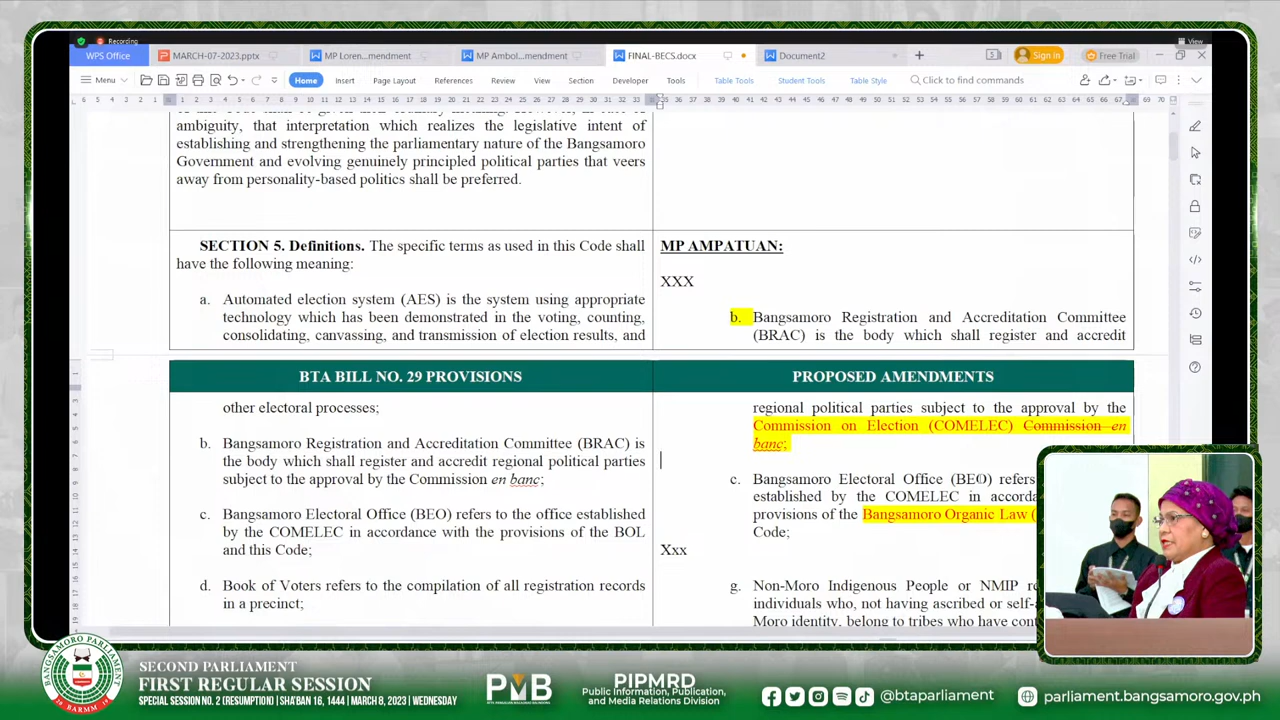 Recording
View
WPS Office
MARCH-07-2023.pptx
MP Loren...mendment
MP Ambol...mendment
FINAL-BECS.docx
Document2
Sign in
Free Trial
Menu
Home
Insert
Page Layout
References
Review
View
Section
Developer
Tools
Table Tools
Student Tools
Table Style
Click to find commands
ambiguity, that interpretation which realizes the legislative intent of
establishing and strengthening the parliamentary nature of the Bangsamoro
Government and evolving genuinely principled political parties that veers
away from personality-based politics shall be preferred.
SECTION 5. Definitions. The specific terms as used in this Code shall
have the following meaning:
a. Automated election system (AES) is the system using appropriate
technology which has been demonstrated in the voting, counting,
consolidating, canvassing, and transmission of election results, and
MP AMPATUAN:
XXX
b. Bangsamoro Registration and Accreditation Committee
(BRAC) is the body which shall register and accredit
BTA BILL NO. 29 PROVISIONS
PROPOSED AMENDMENTS
other electoral processes;
b. Bangsamoro Registration and Accreditation Committee (BRAC) is
the body which shall register and accredit regional political parties
subject to the approval by the Commission en banc;
c. Bangsamoro Electoral Office (BEO) refers to the office established
by the COMELEC in accordance with the provisions of the BOL
and this Code;
d. Book of Voters refers to the compilation of all registration records
in a precinct;
regional political parties subject to the approval by the
Commission on Election (COMELEC) Commission en
banc;
c. Bangsamoro Electoral Office (BEO) refers
established by the COMELEC in accorda
provisions of the Bangsamoro Organic Law (
Code;
Xxx
g. Non-Moro Indigenous People or NMIP re
individuals who, not having ascribed or self-
Moro identity, belong to tribes who have con
BANGSAMORO PARLIAMENT
SECOND PARLIAMENT
FIRST REGULAR SESSION
SPECIAL SESSION NO. 2 (RESUMPTION) | SHA'BAN 16, 1444 | MARCH 8, 2023 | WEDNESDAY
PMB
PIPMRD
Public Information, Publication,
and Media Relations Division
@btaparliament
parliament.bangsamoro.gov.ph